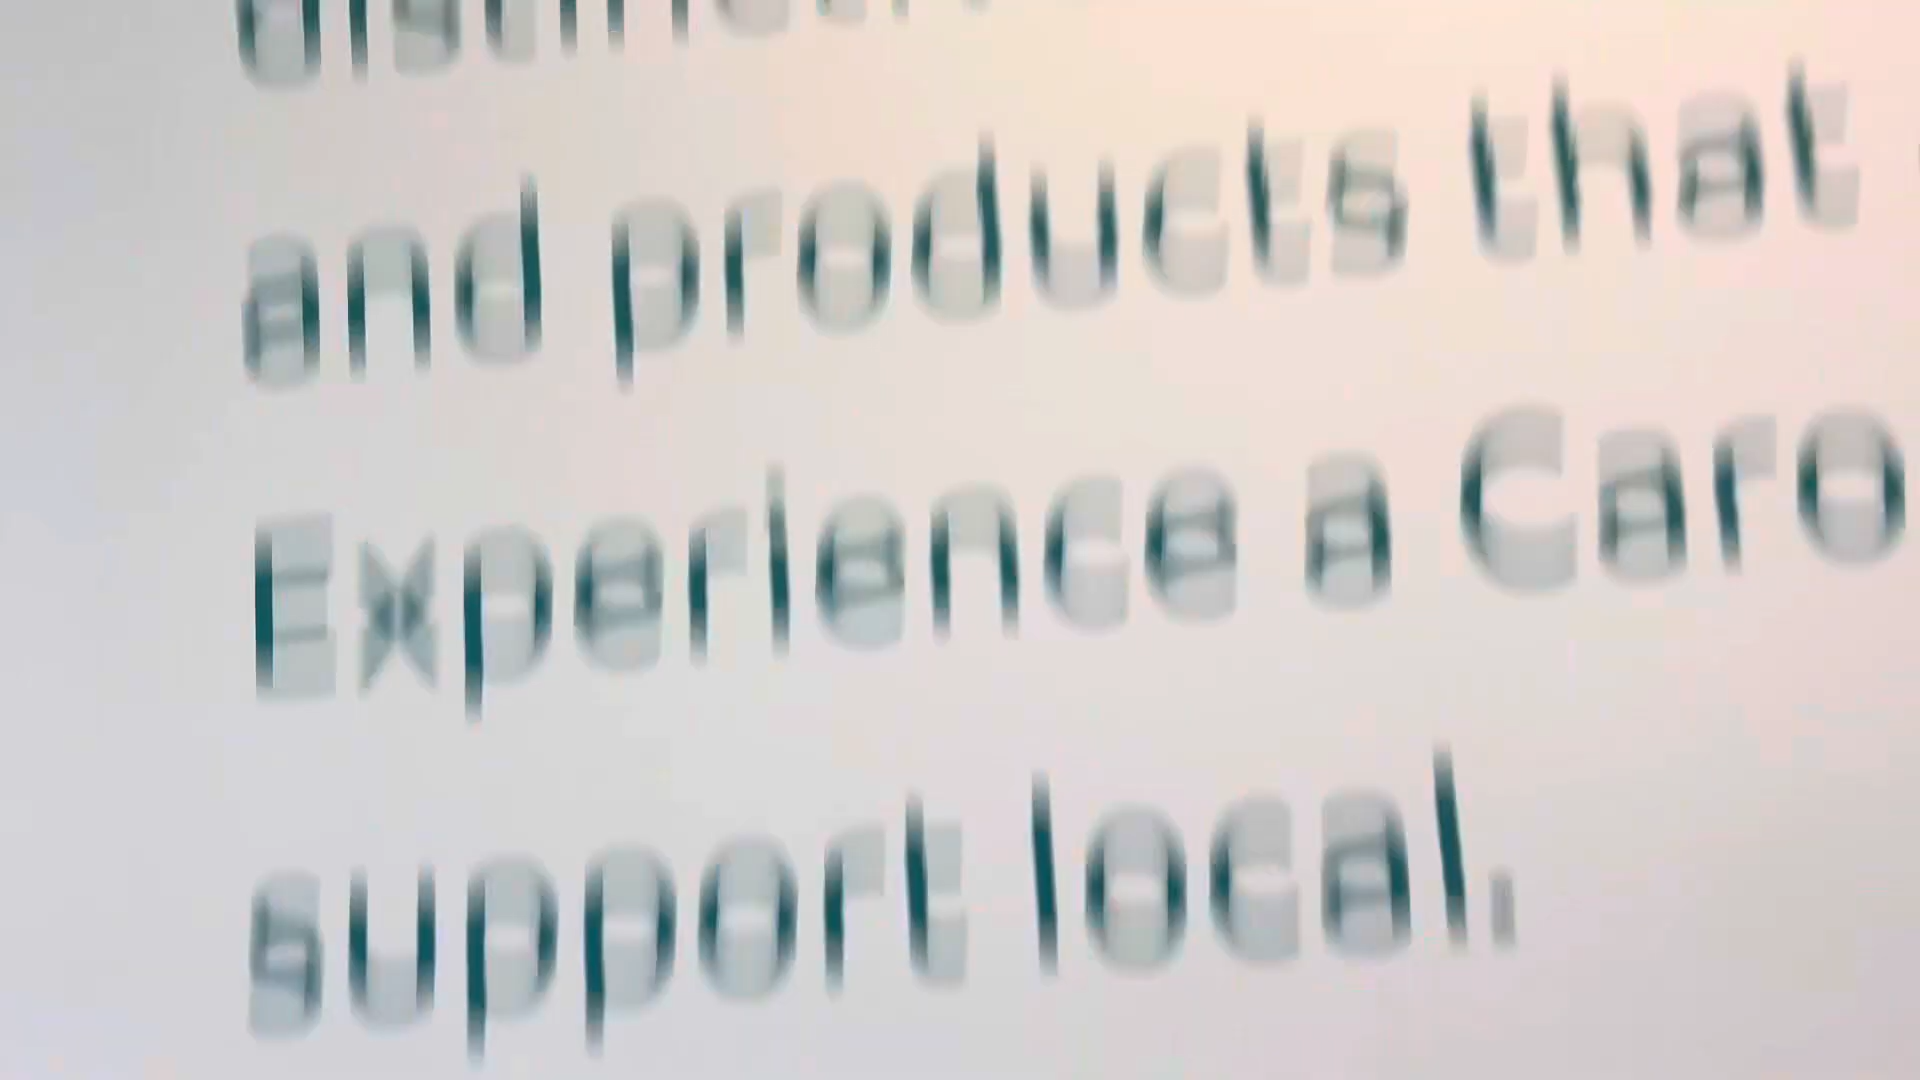 and products that
Experience a Caro
support local.